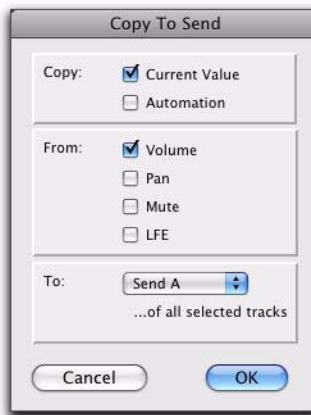 Copy To Send
Copy: Current Value
Automation
From: Volume
Pan
Mute
LFE
To: Send A
...of all selected tracks
Cancel OK